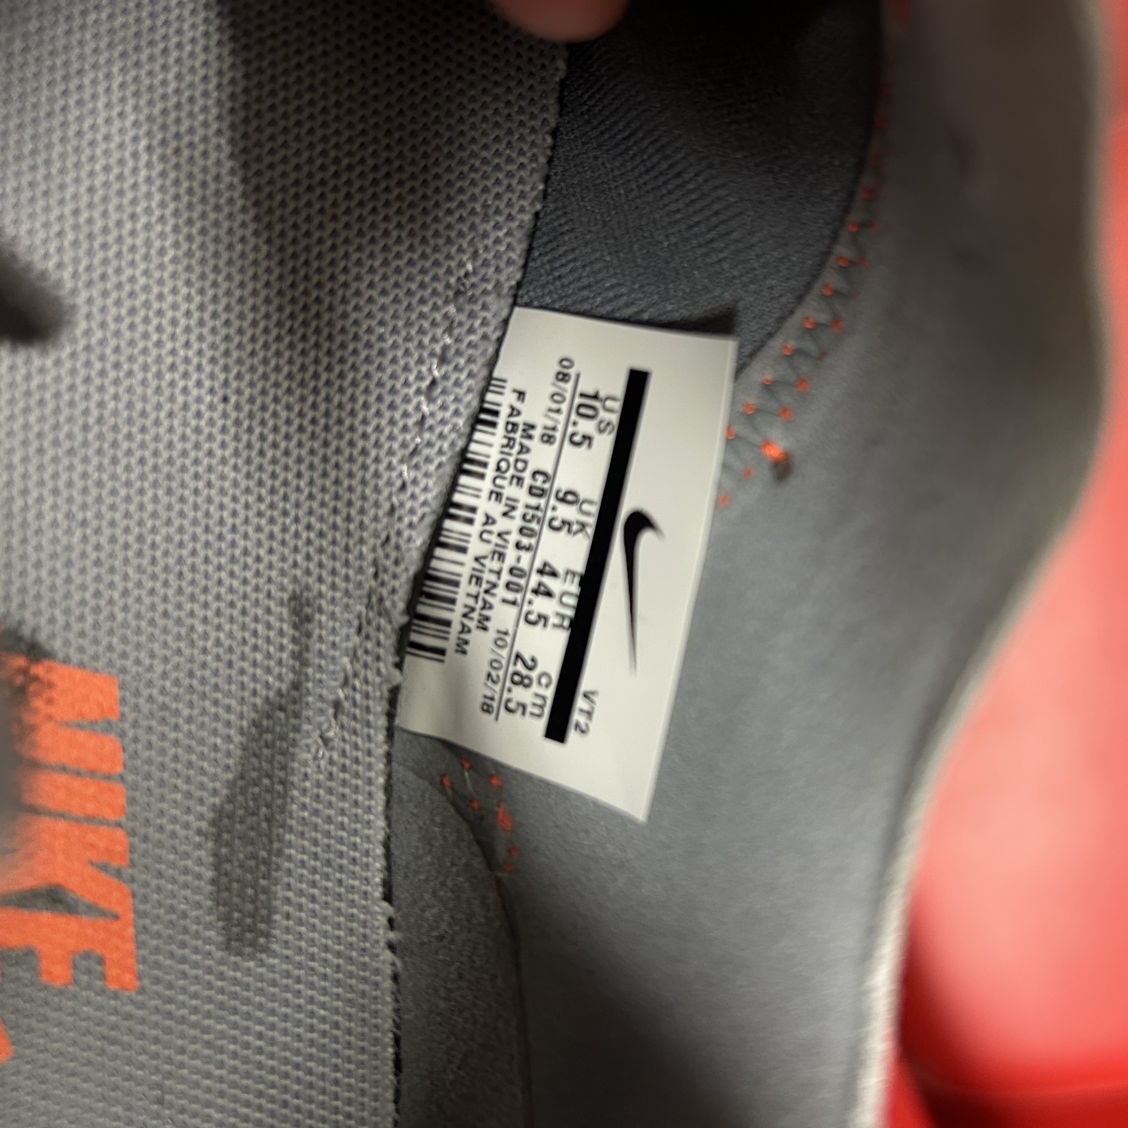 VT2
US UK EUR cm
10.5 9.5 44.5 28.5
08/01/18 CD1503-001 10/02/18
MADE IN VIETNAM
FABRIQUE AU VIETNAM
NIKE